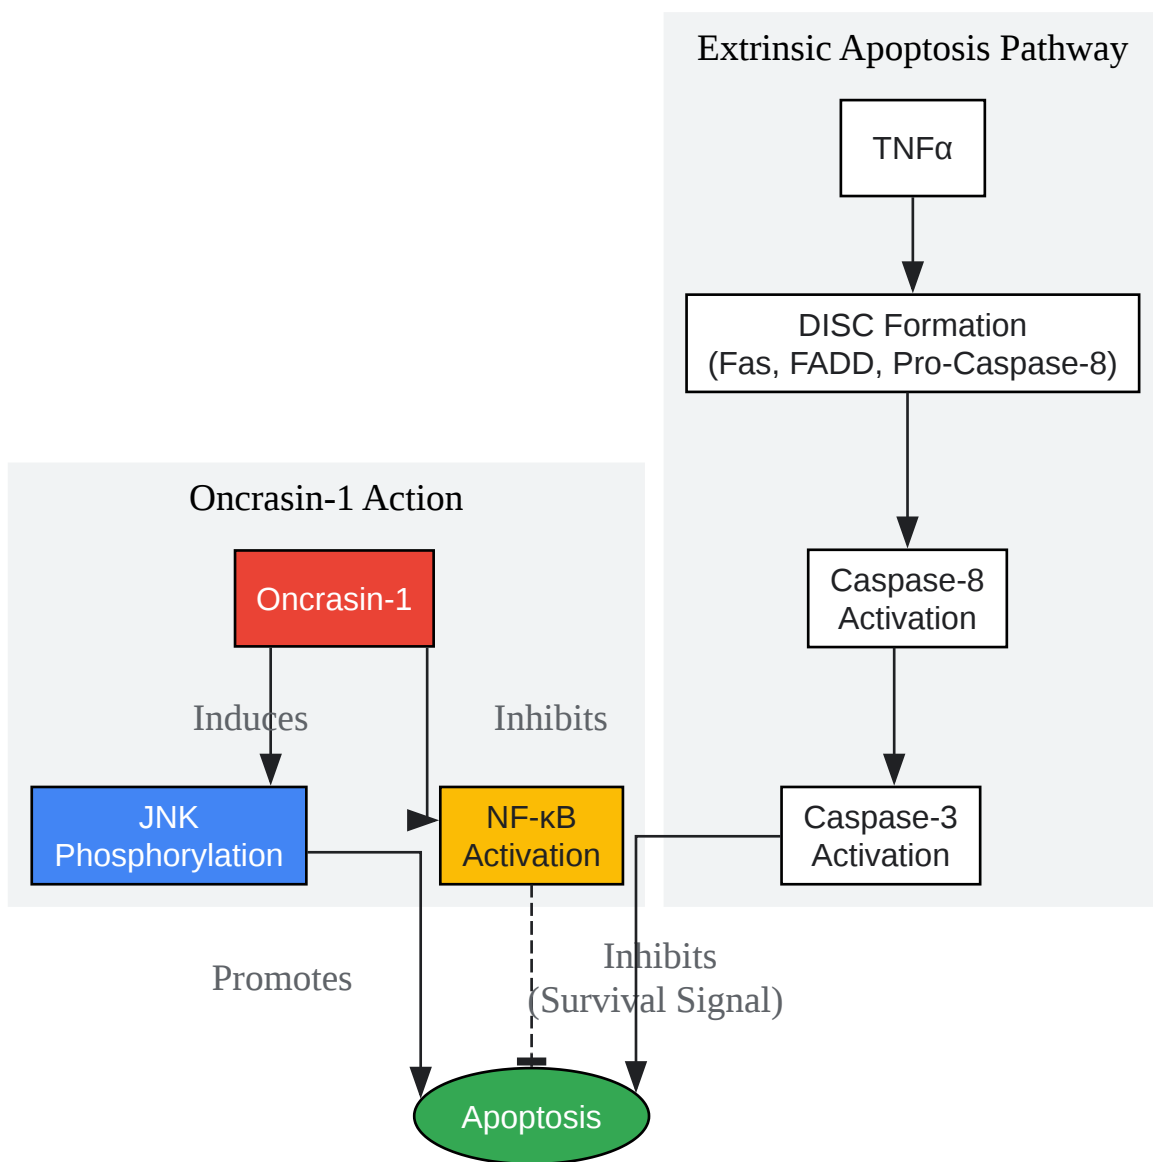 Extrinsic Apoptosis Pathway
TNFα
DISC Formation
(Fas, FADD, Pro-Caspase-8)
Oncrasin-1 Action
Oncrasin-1
Caspase-8
Activation
Induces
Inhibits
JNK
Phosphorylation
NF-κB
Activation
Caspase-3
Activation
Promotes
Inhibits
(Survival Signal)
Apoptosis